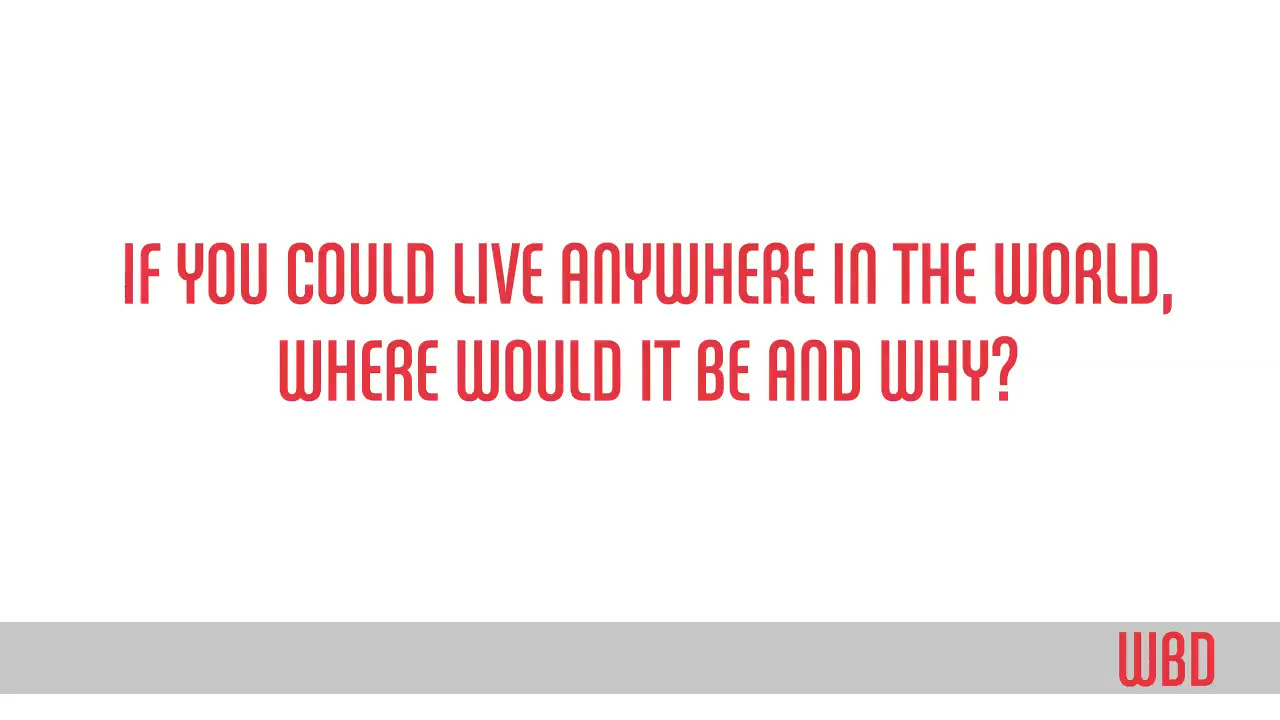 IF YOU COULD LIVE ANYWHERE IN THE WORLD,
WHERE WOULD IT BE AND WHY?
WBD